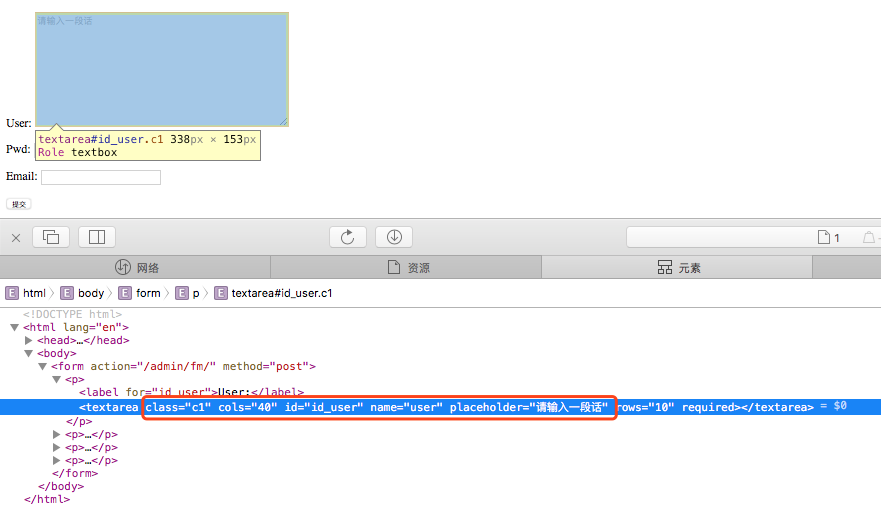 请输入一段话
User:
textarea#id_user.c1 338px × 153px
Pwd:
Role textbox
Email:
提交
1
网络
资源
元素
E html
E body
E form
E p
E textarea#id_user.c1
<!DOCTYPE html>
<html lang="en">
<head>…</head>
<body>
<form action="/admin/fm/" method="post">
<p>
<label for="id_user">User:</label>
<textarea class="c1" cols="40" id="id_user" name="user" placeholder="请输入一段话" rows="10" required></textarea> = $0
</p>
<p>…</p>
<p>…</p>
<p>…</p>
</form>
</body>
</html>